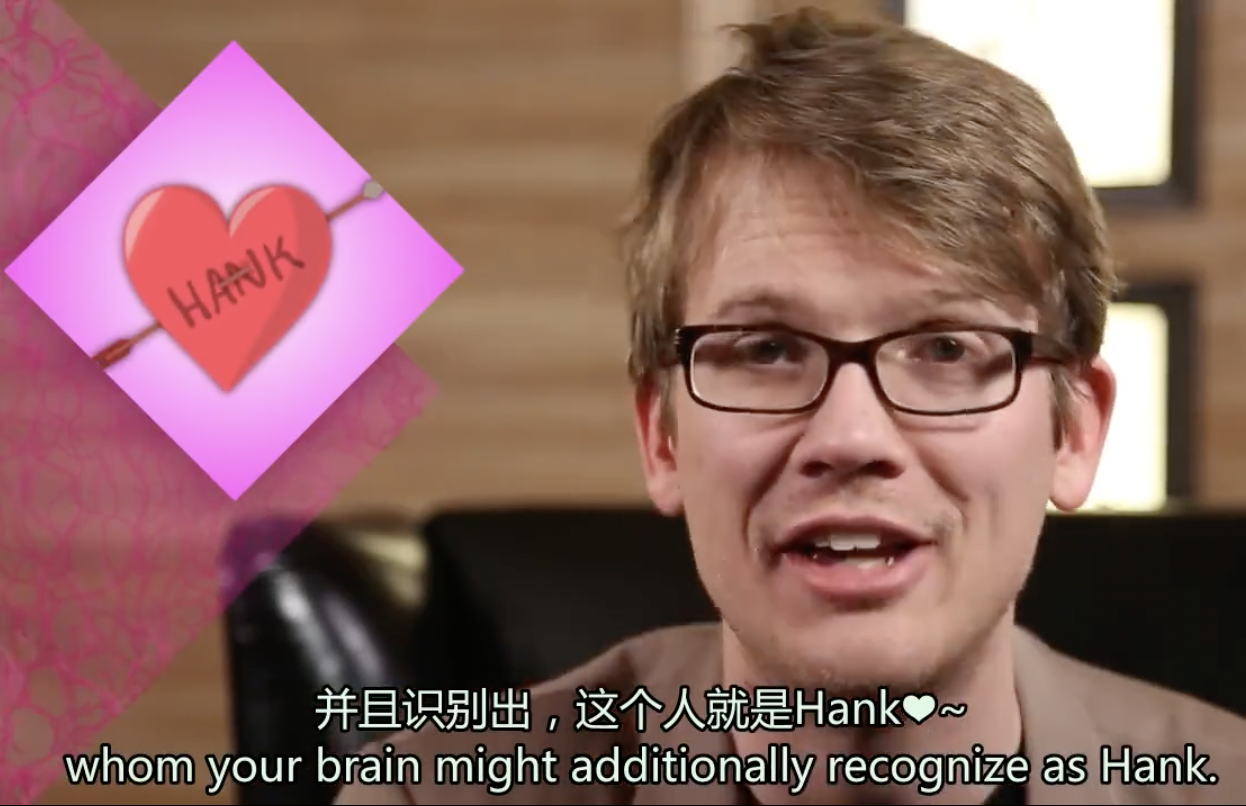 HANK
并且识别出，这个人就是Hank♥~
whom your brain might additionally recognize as Hank.